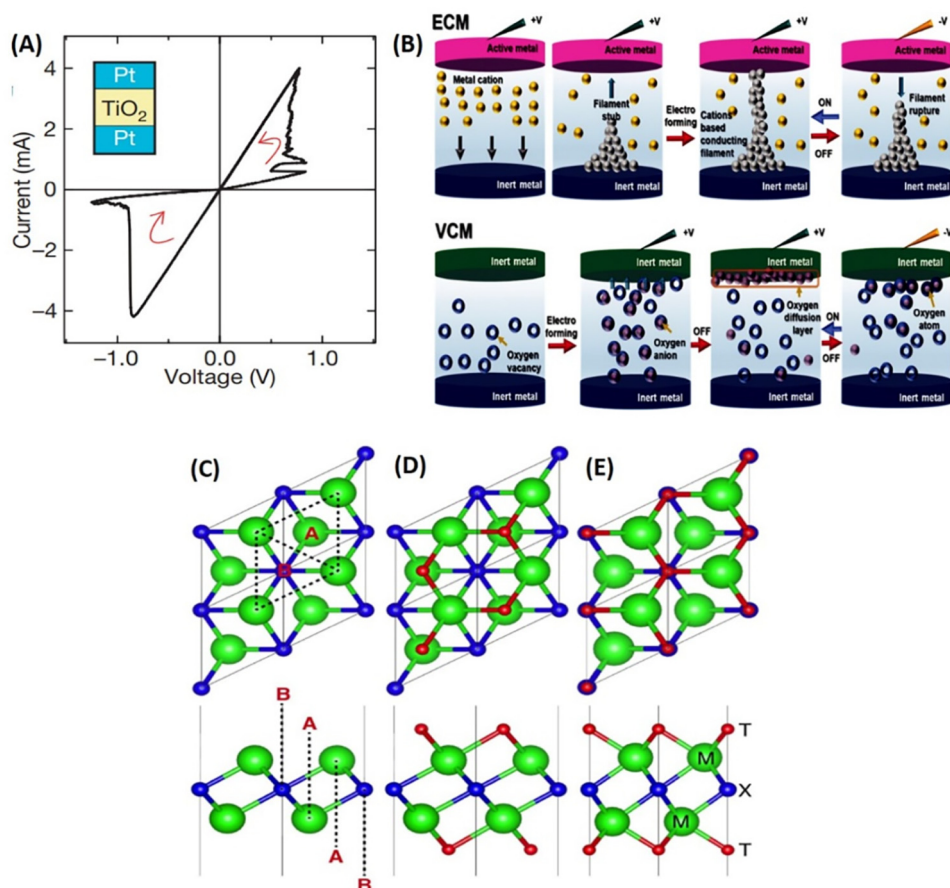 (A)
Pt
TiO2
Pt
4
2
0
−2
−4
Current (mA)
−1.0
0.0
1.0
Voltage (V)
(B)
ECM
+V
+V
+V
-V
Active metal
Active metal
Active metal
Active metal
Metal cation
Filament
stub
Electro
forming
Cations
based
conducting
filament
ON
OFF
Filament
rupture
Inert metal
Inert metal
Inert metal
Inert metal
VCM
+V
+V
-V
Inert metal
Inert metal
Inert metal
Inert metal
Oxygen
vacancy
Electro
forming
Oxygen
anion
OFF
Oxygen
diffusion
layer
ON
OFF
Oxygen
atom
Inert metal
Inert metal
Inert metal
Inert metal
(C)
(D)
(E)
A
B
B
A
A
B
T
M
X
M
T